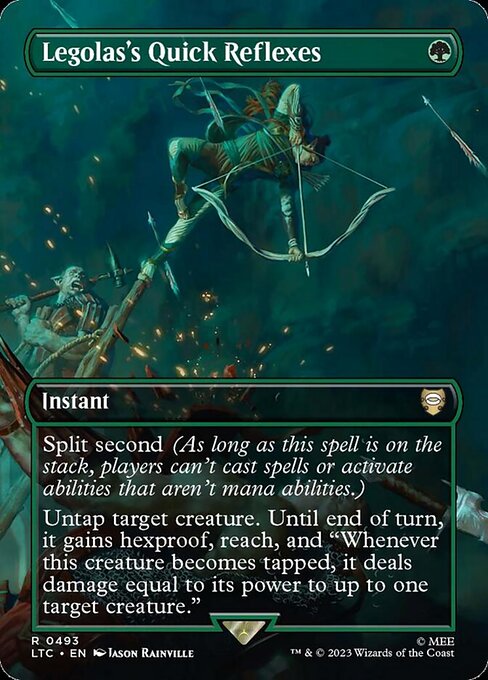 Legolas's Quick Reflexes
Instant
Split second (As long as this spell is on the
stack, players can't cast spells or activate
abilities that aren't mana abilities.)
Untap target creature. Until end of turn,
it gains hexproof, reach, and “Whenever
this creature becomes tapped, it deals
damage equal to its power to up to one
target creature.”
R 0493
LTC • EN Jason Rainville
© MEE
™ & © 2023 Wizards of the Coast